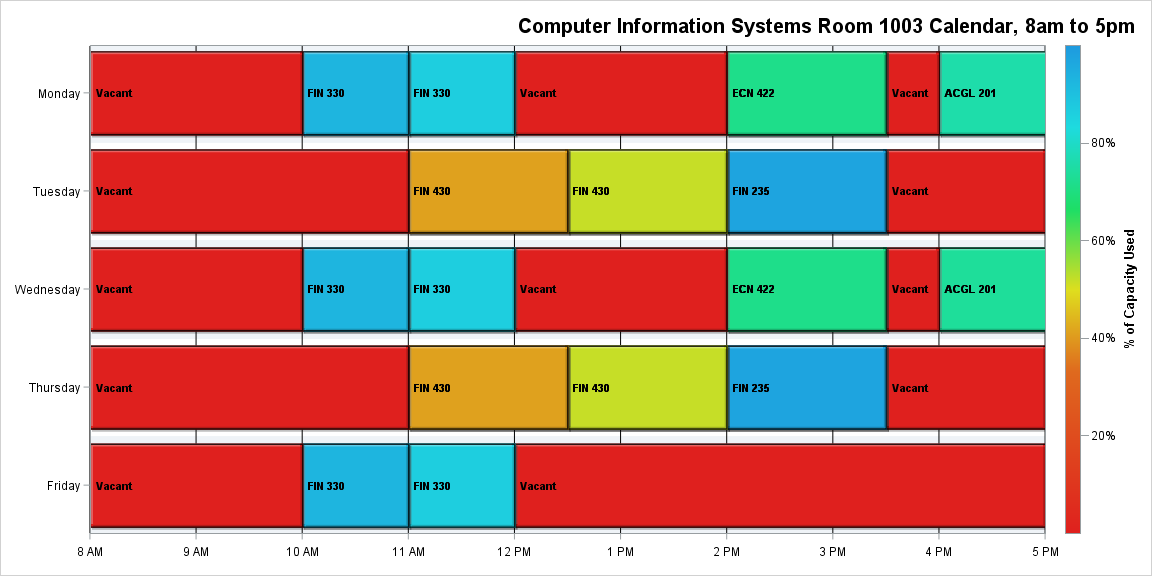 Computer Information Systems Room 1003 Calendar, 8am to 5pm
Monday
Vacant
FIN 330
FIN 330
Vacant
ECN 422
Vacant
ACGL 201
Tuesday
Vacant
FIN 430
FIN 430
FIN 235
Vacant
Wednesday
Vacant
FIN 330
FIN 330
Vacant
ECN 422
Vacant
ACGL 201
Thursday
Vacant
FIN 430
FIN 430
FIN 235
Vacant
Friday
Vacant
FIN 330
FIN 330
Vacant
8 AM
9 AM
10 AM
11 AM
12 PM
1 PM
2 PM
3 PM
4 PM
5 PM
80%
60%
40%
20%
% of Capacity Used